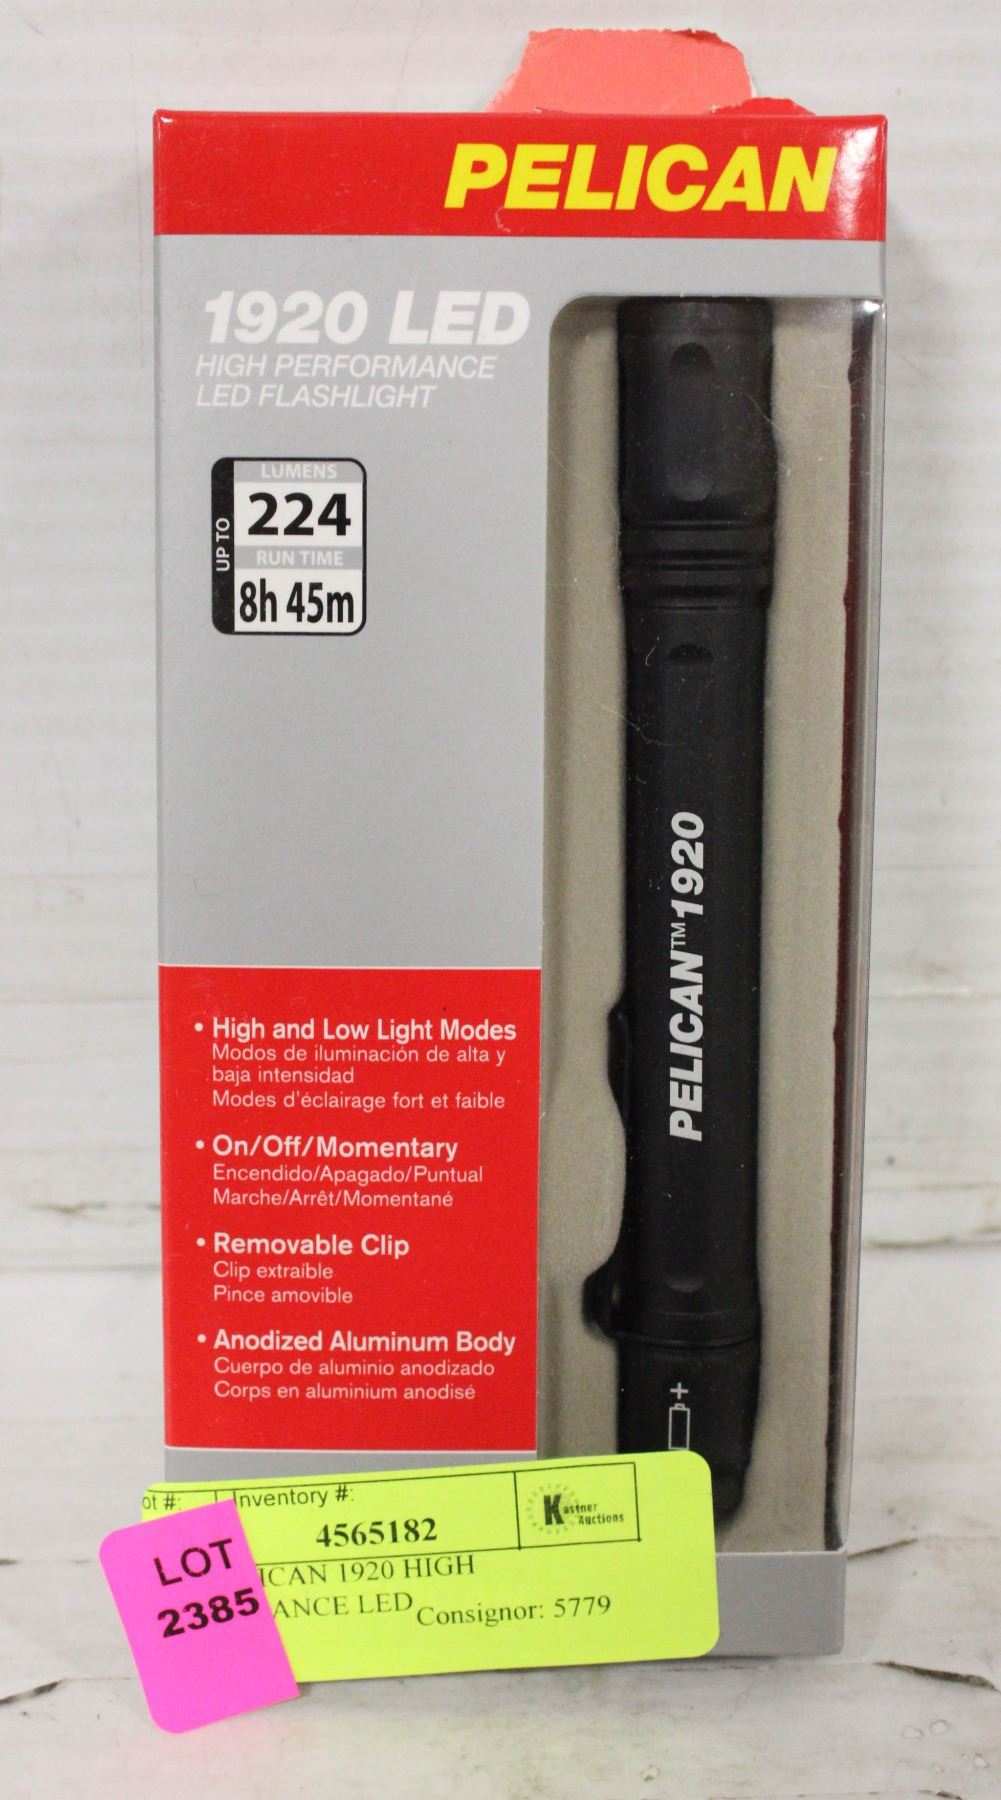 PELICAN
1920 LED
HIGH PERFORMANCE
LED FLASHLIGHT
UP TO
LUMENS
224
RUN TIME
8h 45m
PELICAN™1920
• High and Low Light Modes
Modos de iluminación de alta y
baja intensidad
Modes d'éclairage fort et faible
• On/Off/Momentary
Encendido/Apagado/Puntual
Marche/Arrêt/Momentané
• Removable Clip
Clip extraíble
Pince amovible
• Anodized Aluminum Body
Cuerpo de aluminio anodizado
Corps en aluminium anodisé
+
ot #: Inventory #:
4565182
Kastner
Auctions
ICAN 1920 HIGH
ANCE LED Consignor: 5779
LOT
2385